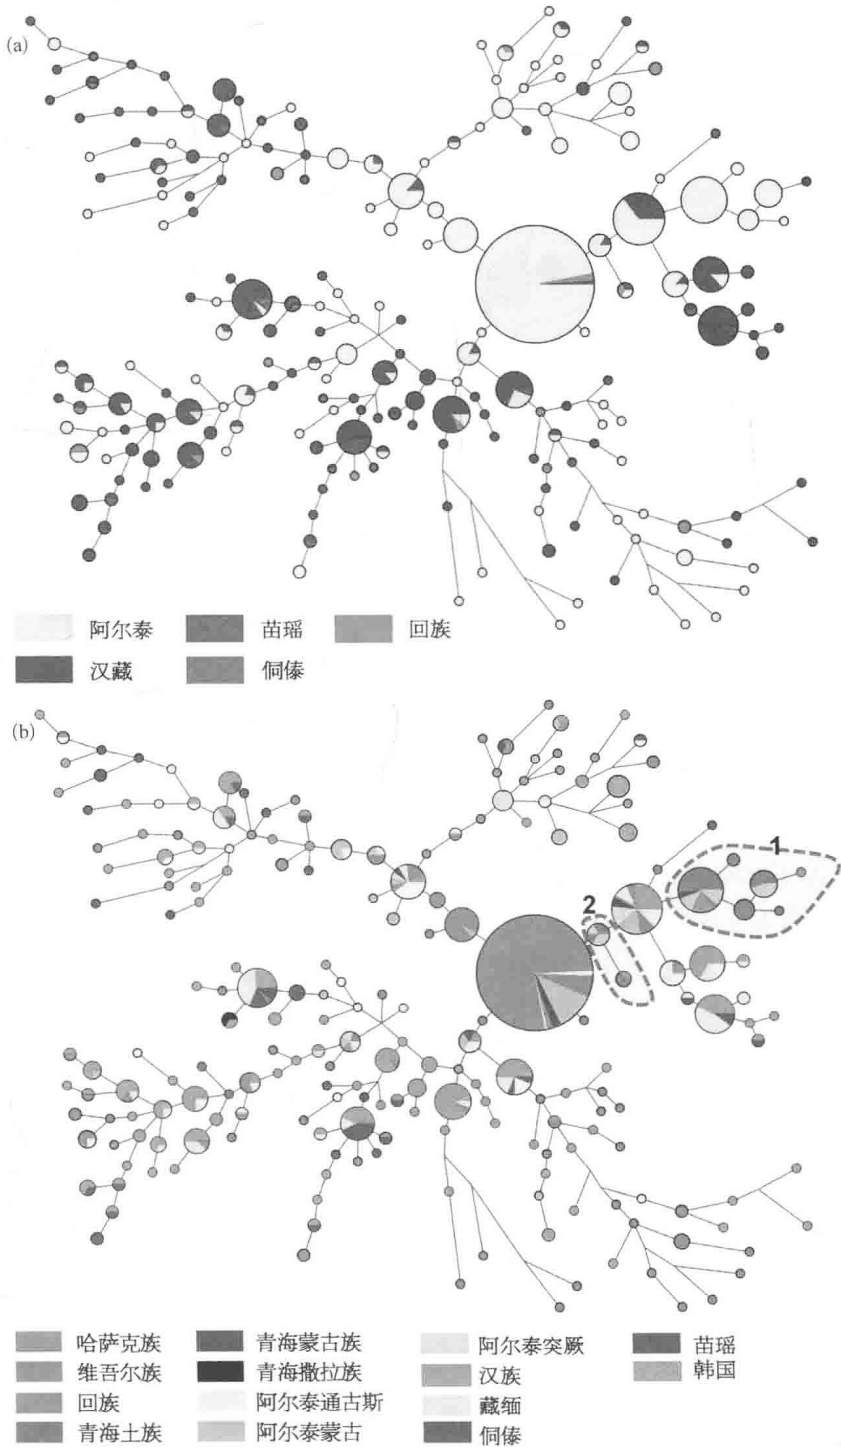 (a)
阿尔泰 苗瑶 回族
汉藏 侗傣
(b)
1
2
哈萨克族 青海蒙古族 阿尔泰突厥 苗瑶
维吾尔族 青海撒拉族 汉族 韩国
回族 阿尔泰通古斯 藏缅
青海土族 阿尔泰蒙古 侗傣